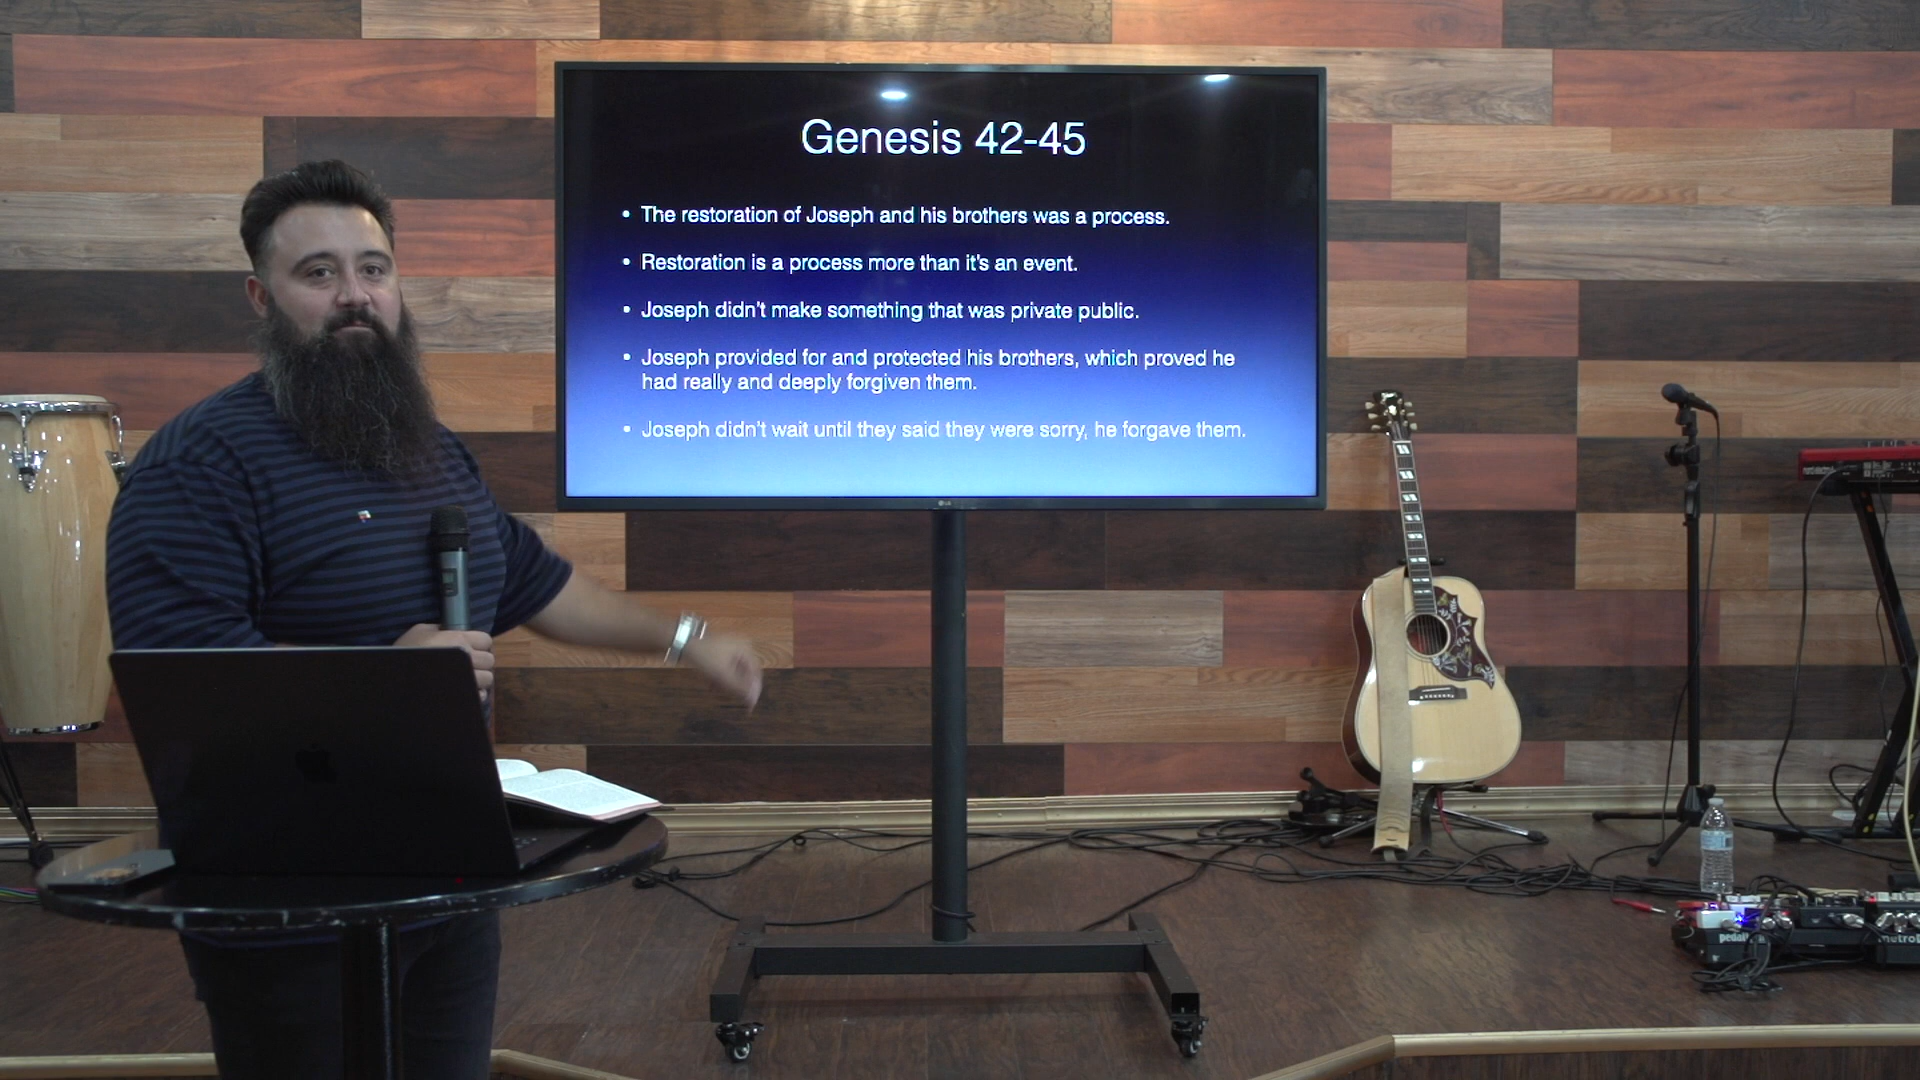 Genesis 42-45
• The restoration of Joseph and his brothers was a process.
• Restoration is a process more than it's an event.
• Joseph didn't make something that was private public.
• Joseph provided for and protected his brothers, which proved he
had really and deeply forgiven them.
• Joseph didn't wait until they said they were sorry, he forgave them.
LG